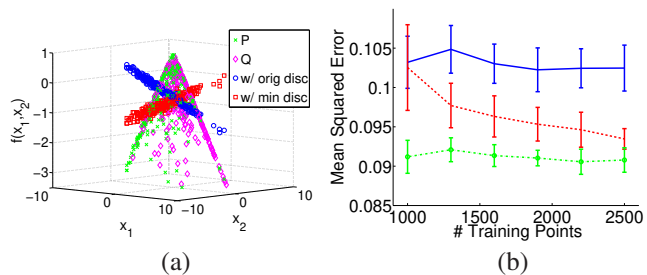 f(x1,x2)
1
0
−1
−2
−3
−10
0
10
x1
−10
0
10
x2
P
Q
w/ orig disc
w/ min disc
(a)
Mean Squared Error
0.105
0.1
0.095
0.09
0.085
1000 1500 2000 2500
# Training Points
(b)